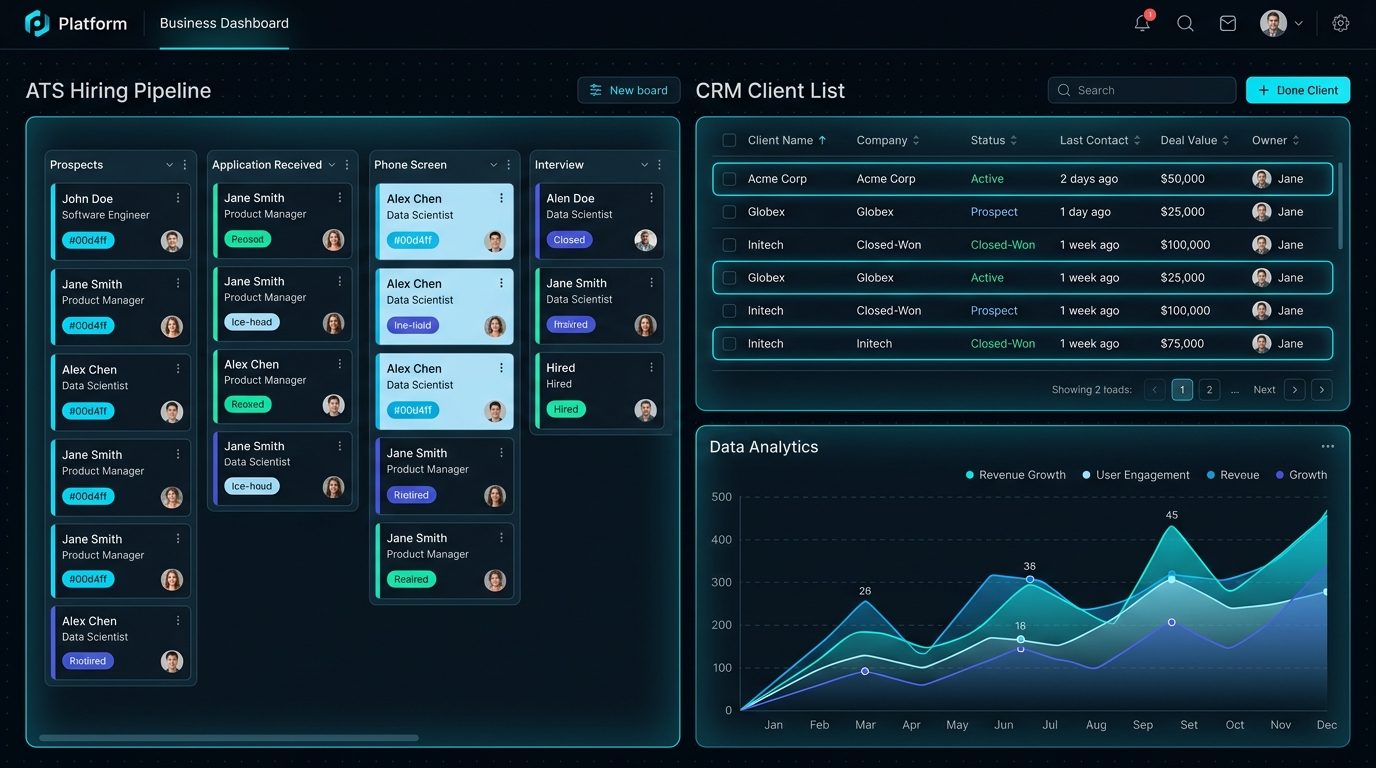 Platform
Business Dashboard
1
ATS Hiring Pipeline
New board
Prospects
John Doe
Software Engineer
#00d4ff
Jane Smith
Product Manager
#00d4ff
Alex Chen
Data Scientist
#00d4ff
Jane Smith
Product Manager
#00d4ff
Jane Smith
Product Manager
#00d4ff
Alex Chen
Data Scientist
Application Received
Jane Smith
Product Manager
Jane Smith
Product Manager
Ice-head
Alex Chen
Product Manager
Reoxed
Jane Smith
Data Scientist
Ice-houd
Phone Screen
Alex Chen
Data Scientist
#00d4ff
Alex Chen
Data Scientist
Alex Chen
Data Scientist
Jane Smith
Product Manager
Jane Smith
Product Manager
Reaired
Interview
Alen Doe
Data Scientist
Closed
Jane Smith
Data Scientist
Hired
Hired
Hired
CRM Client List
Search
+ Done Client
Client Name Company Status Last Contact Deal Value Owner
Acme Corp Acme Corp Active 2 days ago $50,000 Jane
Globex Globex Prospect 1 day ago $25,000 Jane
Initech Closed-Won Closed-Won 1 week ago $100,000 Jane
Globex Globex Active 1 week ago $25,000 Jane
Initech Closed-Won Prospect 1 week ago $100,000 Jane
Initech Initech Closed-Won 1 week ago $75,000 Jane
Showing 2 toads: 1 2 ... Next
Data Analytics
Revenue Growth User Engagement Revoue Growth
500
400
300
200
100
0
26
36
18
45
Jan Feb Mar Apr May Jun Jul Aug Sep Set Oct Nov Dec